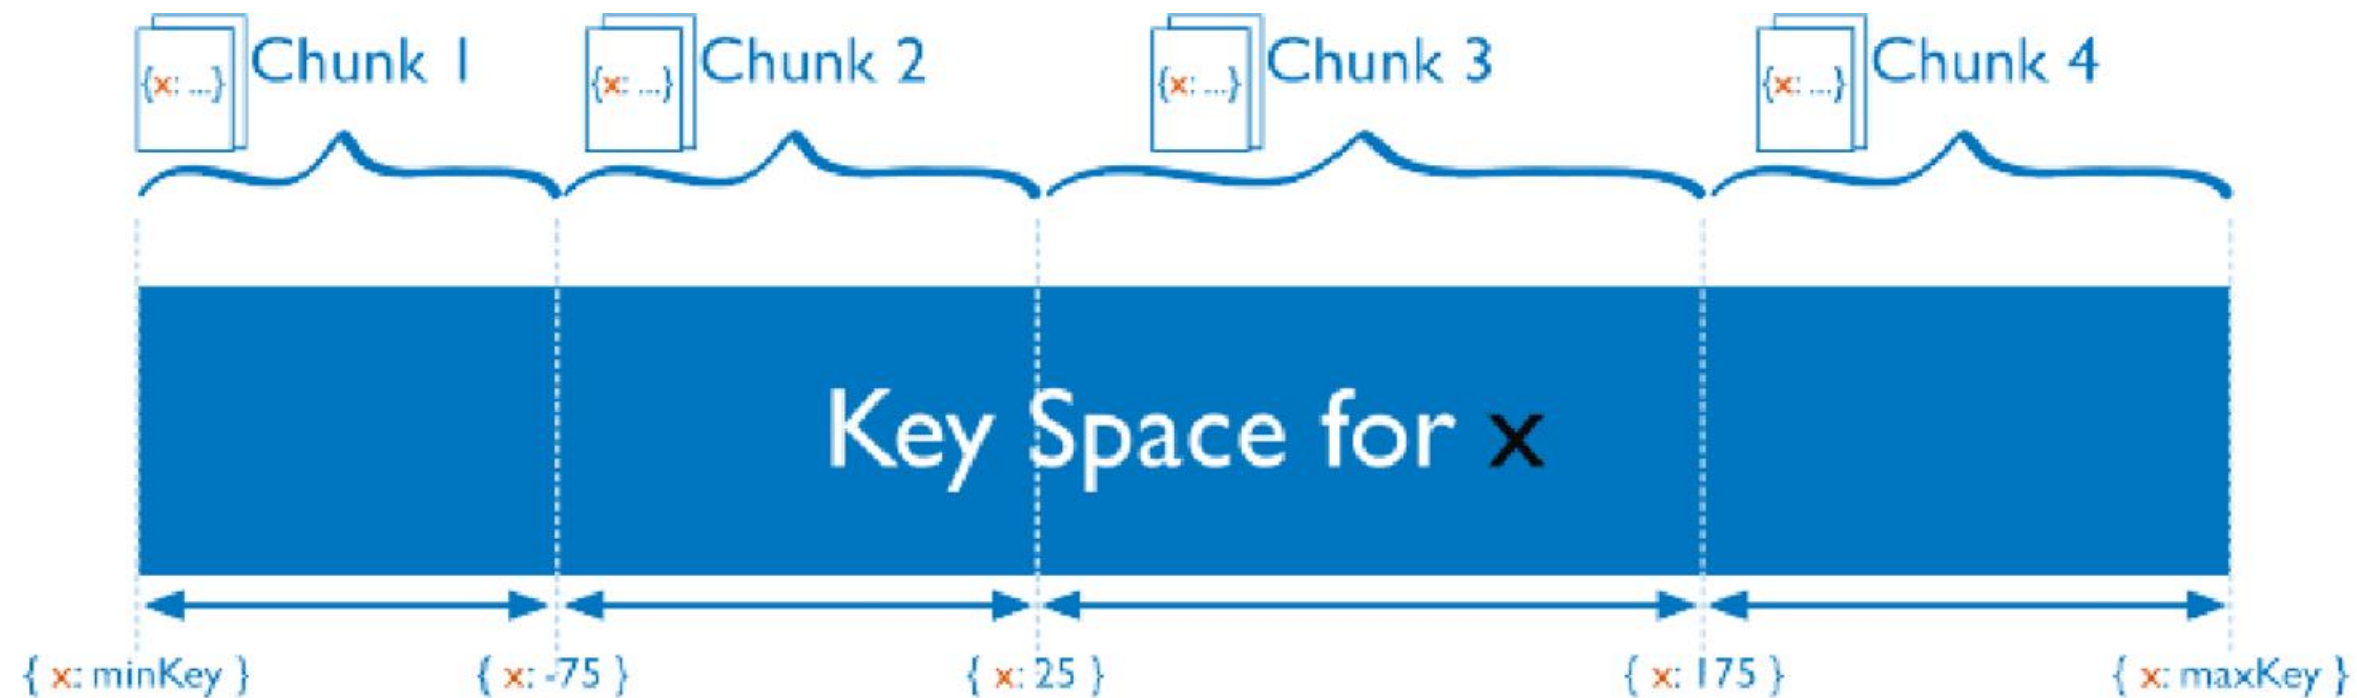 Chunk 1 Chunk 2 Chunk 3 Chunk 4
{x: ...} {x: ...} {x: ...} {x: ...}
Key Space for x
{ x: minKey } { x: -75 } { x: 25 } { x: 175 } { x: maxKey }